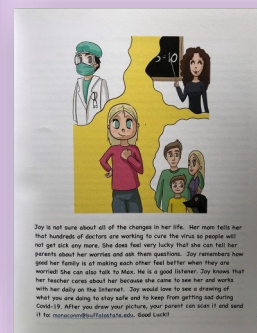 5-10
Joy is not sure about all of the changes in her life. Her mom tells her
that hundreds of doctors are working to cure the virus so people will
not get sick any more. She does feel very lucky that she can tell her
parents about her worries and ask them questions. Joy remembers how
good her family is at making each other feel better when they are
worried! She can also talk to Max. He is a good listener. Joy knows that
her teacher cares about her because she came to see her and works
with her daily on the Internet. Joy would love to see a drawing of
what you are doing to stay safe and to keep from getting sad during
Covid-19. After you draw your picture, your parent can scan it and send
it to: monaconn@buffalostate.edu. Good Luck!!